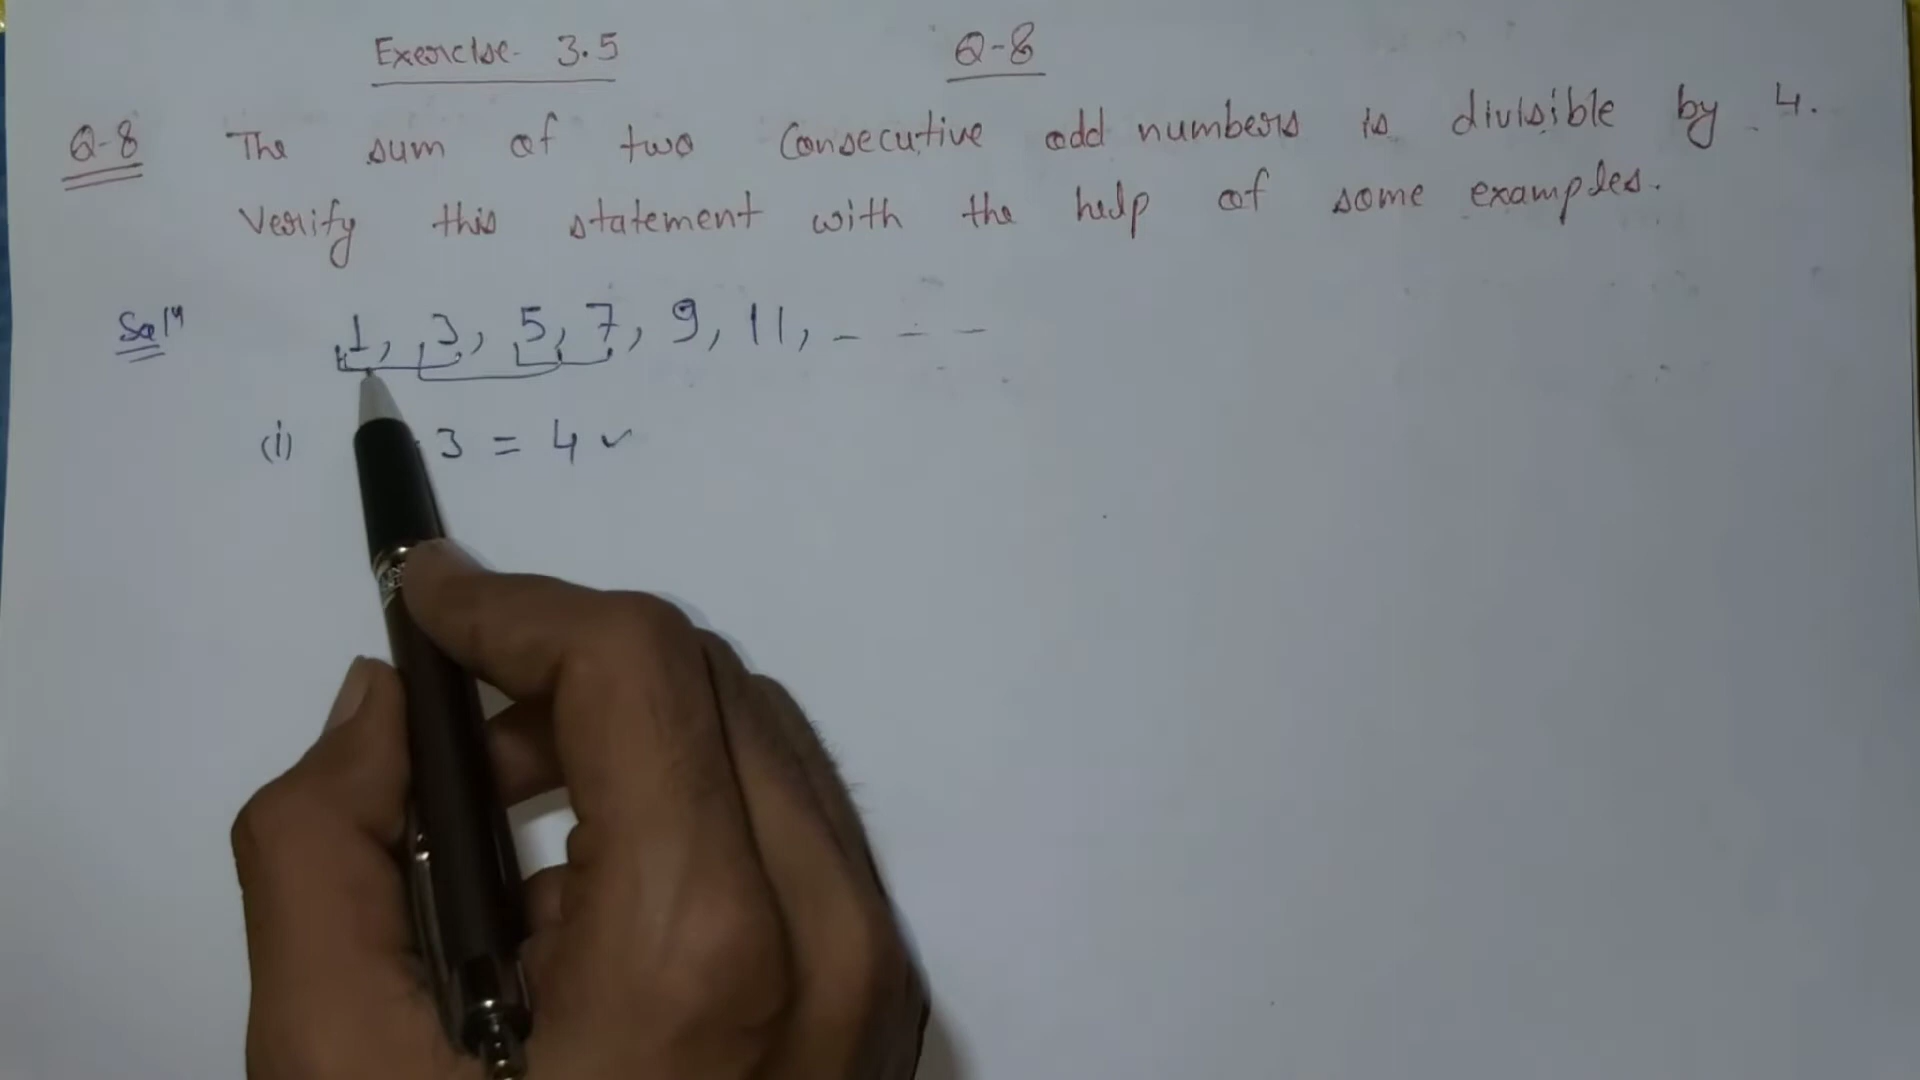 Exercise- 3.5 Q-8
Q-8 The sum of two Consecutive odd numbers is divisible by 4.
Verify this statement with the help of some examples.
Solⁿ 1, 3, 5, 7, 9, 11, - - -
(i) 3 = 4 ✓